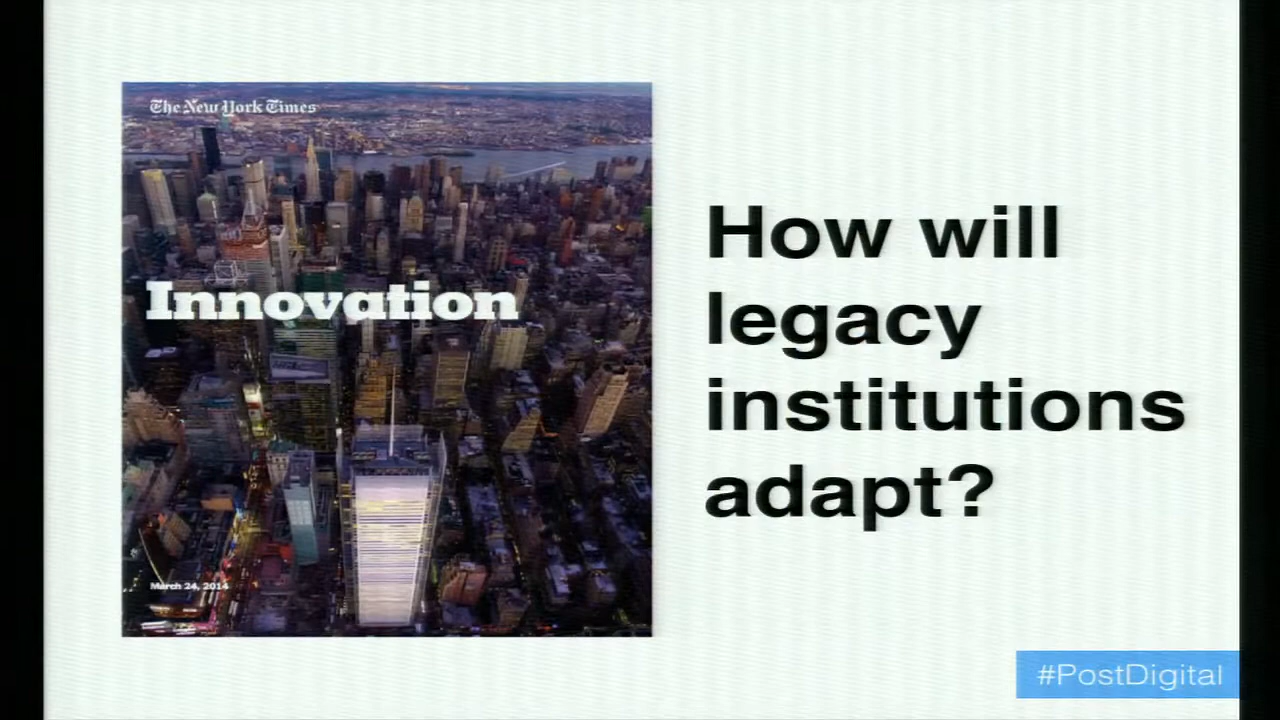 The New York Times
Innovation
March 24, 2014
How will
legacy
institutions
adapt?
#PostDigital